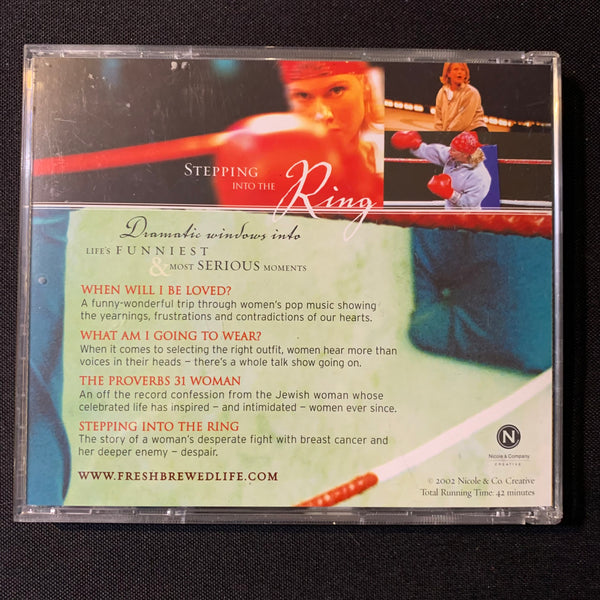 STEPPING
INTO THE Ring
Dramatic windows into
LIFE'S FUNNIEST
& MOST SERIOUS MOMENTS
WHEN WILL I BE LOVED?
A funny-wonderful trip through women's pop music showing
the yearnings, frustrations and contradictions of our hearts.
WHAT AM I GOING TO WEAR?
When it comes to selecting the right outfit, women hear more than
voices in their heads – there's a whole talk show going on.
THE PROVERBS 31 WOMAN
An off the record confession from the Jewish woman whose
celebrated life has inspired – and intimidated – women ever since.
STEPPING INTO THE RING
The story of a woman's desperate fight with breast cancer and
her deeper enemy – despair.
WWW.FRESHBREWEDLIFE.COM
N
Nicole & Company
CREATIVE
© 2002 Nicole & Co. Creative
Total Running Time: 42 minutes